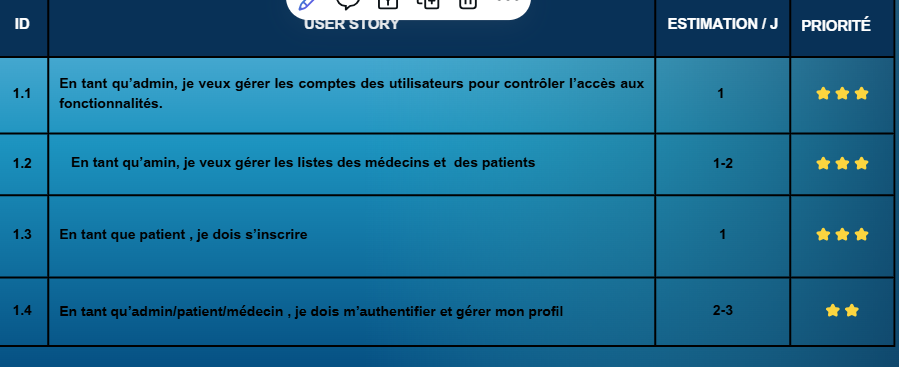 ID USER STORY ESTIMATION / J PRIORITÉ
1.1 En tant qu’admin, je veux gérer les comptes des utilisateurs pour contrôler l’accès aux 1
fonctionnalités.
1.2 En tant qu’amin, je veux gérer les listes des médecins et des patients 1-2
1.3 En tant que patient , je dois s’inscrire 1
1.4 En tant qu’admin/patient/médecin , je dois m’authentifier et gérer mon profil 2-3